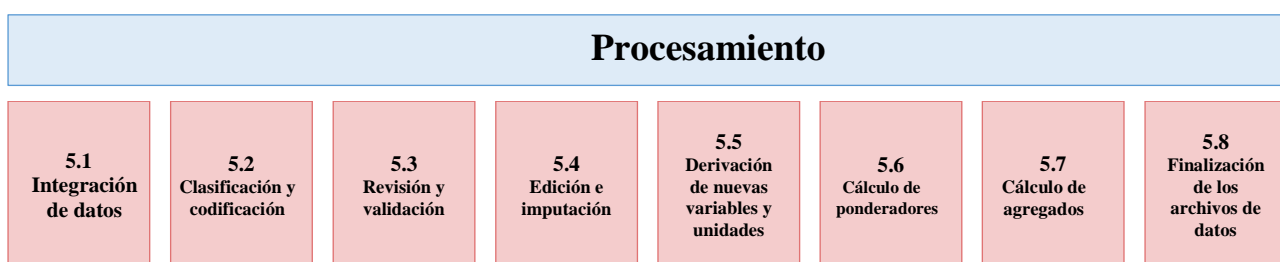 Procesamiento
5.1
Integración
de datos
5.2
Clasificación y
codificación
5.3
Revisión y
validación
5.4
Edición e
imputación
5.5
Derivación
de nuevas
variables y
unidades
5.6
Cálculo de
ponderadores
5.7
Cálculo de
agregados
5.8
Finalización
de los
archivos de
datos